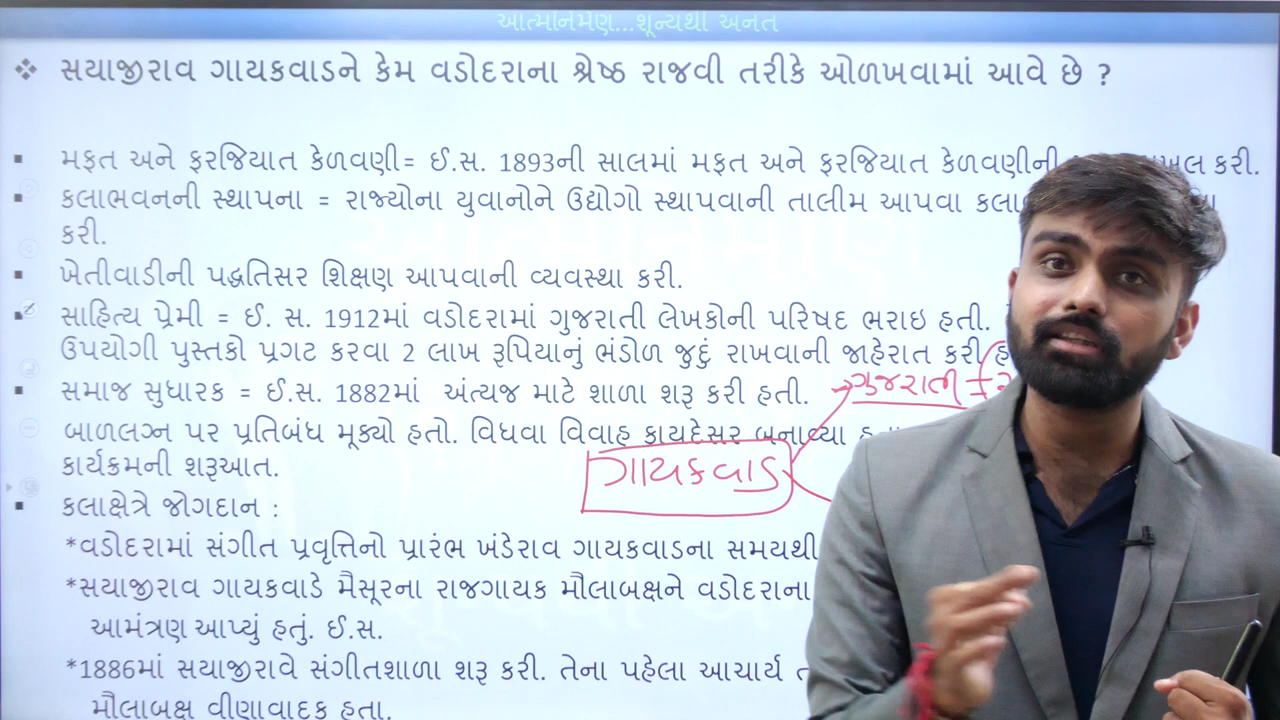 આત્માનિર્માણ...શૂન્યથી અનંત
❖ સયાજીરાવ ગાયકવાડને કેમ વડોદરાના શ્રેષ્ઠ રાજવી તરીકે ઓળખવામાં આવે છે ?
▪ મફત અને ફરજિયાત કેળવણી= ઈ.સ. 1893ની સાલમાં મફત અને ફરજિયાત કેળવણીની કરી.
▪ કલાભવનની સ્થાપના = રાજ્યોના યુવાનોને ઉદ્યોગો સ્થાપવાની તાલીમ આપવા
કરી.
▪ ખેતીવાડીની પદ્ધતિસર શિક્ષણ આપવાની વ્યવસ્થા કરી.
▪ સાહિત્ય પ્રેમી = ઈ. સ. 1912માં વડોદરામાં ગુજરાતી લેખકોની પરિષદ ભરાઇ હતી.
ઉપયોગી પુસ્તકો પ્રગટ કરવા 2 લાખ રૂપિયાનું ભંડોળ જુદું રાખવાની જાહેરાત કરી
▪ સમાજ સુધારક = ઈ.સ. 1882માં અંત્યજ માટે શાળા શરૂ કરી હતી. ગુજરાતી =
બાળલગ્ન પર પ્રતિબંધ મૂક્યો હતો. વિધવા વિવાહ કાયદેસર બનાવ્યા
કાર્યક્રમની શરૂઆત. ગાયકવાડ
▪ કલાક્ષેત્રે જોગદાન :
*વડોદરામાં સંગીત પ્રવૃત્તિનો પ્રારંભ ખંડેરાવ ગાયકવાડના સમયથી
*સયાજીરાવ ગાયકવાડે મૈસૂરના રાજગાયક મૌલાબક્ષને વડોદરાના
આમંત્રણ આપ્યું હતું. ઈ.સ.
*1886માં સયાજીરાવે સંગીતશાળા શરૂ કરી. તેના પહેલા આચાર્ય
મૌલાબક્ષ વીણાવાદક હતા.